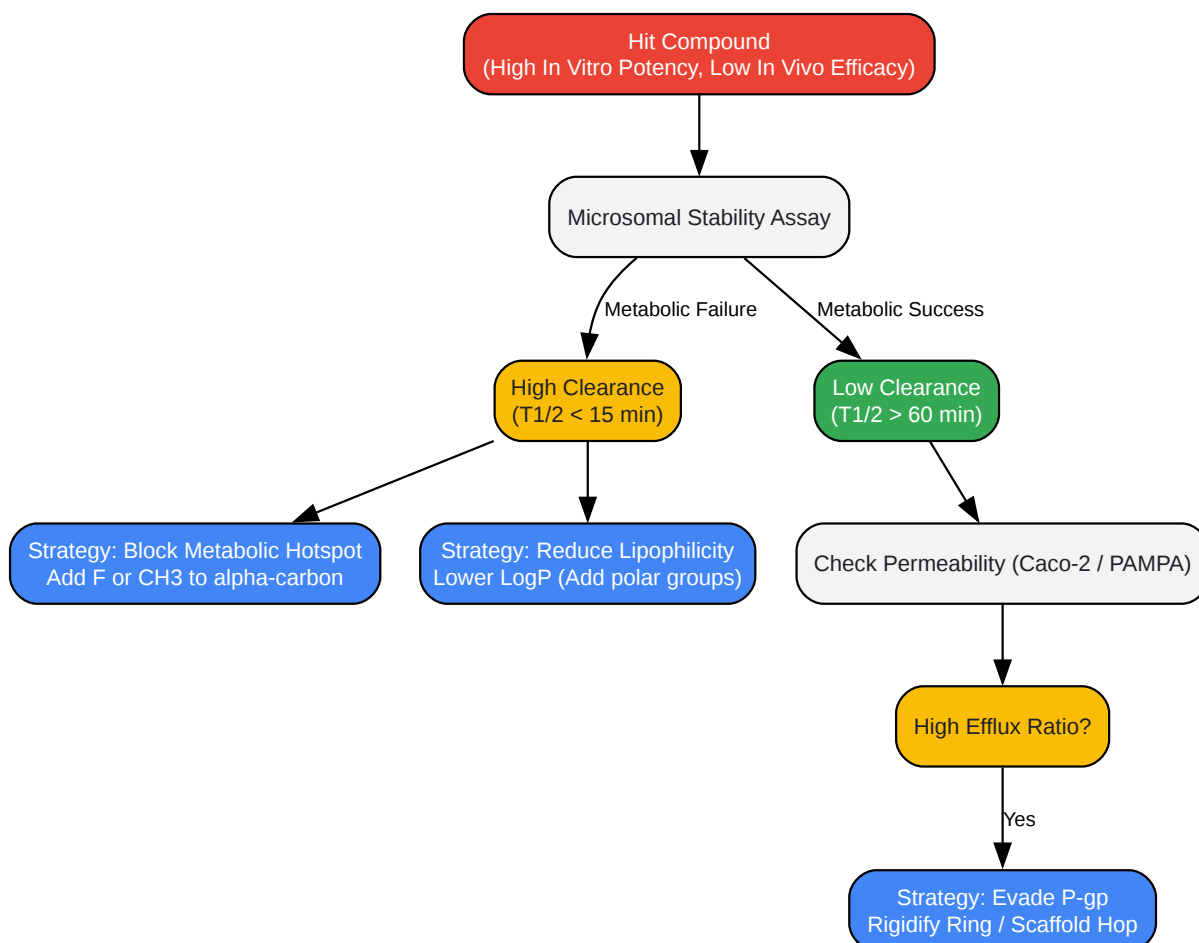 Hit Compound
(High In Vitro Potency, Low In Vivo Efficacy)
Microsomal Stability Assay
Metabolic Failure
Metabolic Success
High Clearance
(T1/2 < 15 min)
Low Clearance
(T1/2 > 60 min)
Strategy: Block Metabolic Hotspot
Add F or CH3 to alpha-carbon
Strategy: Reduce Lipophilicity
Lower LogP (Add polar groups)
Check Permeability (Caco-2 / PAMPA)
High Efflux Ratio?
Yes
Strategy: Evade P-gp
Rigidify Ring / Scaffold Hop